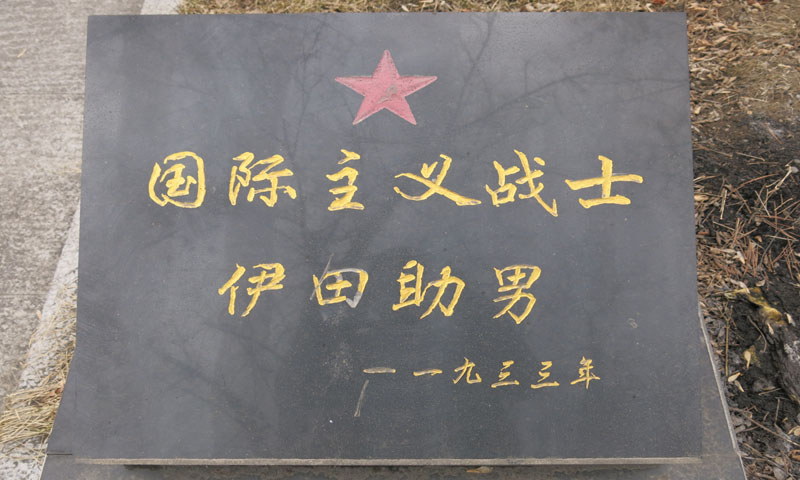 国际主义战士
伊田助男
—一九三三年